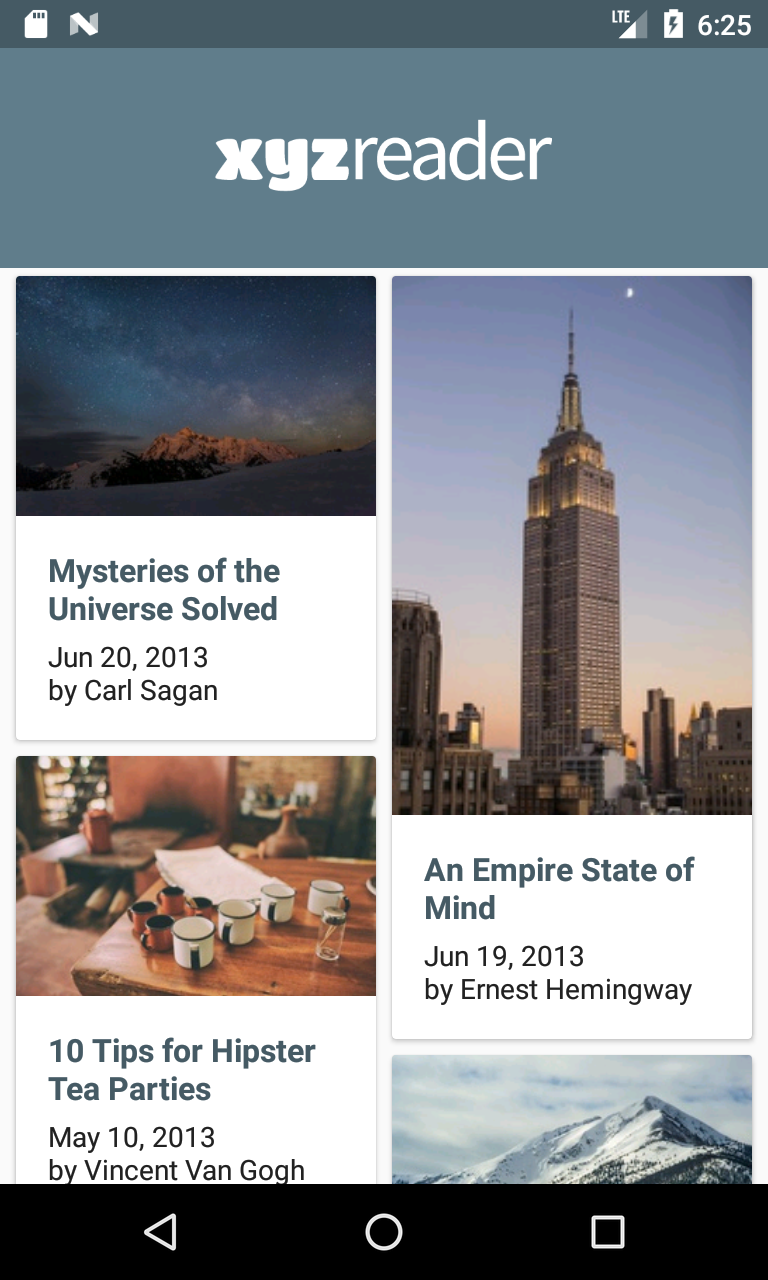 LTE 6:25
xyzreader
Mysteries of the
Universe Solved
Jun 20, 2013
by Carl Sagan
An Empire State of
Mind
Jun 19, 2013
by Ernest Hemingway
10 Tips for Hipster
Tea Parties
May 10, 2013
by Vincent Van Gogh